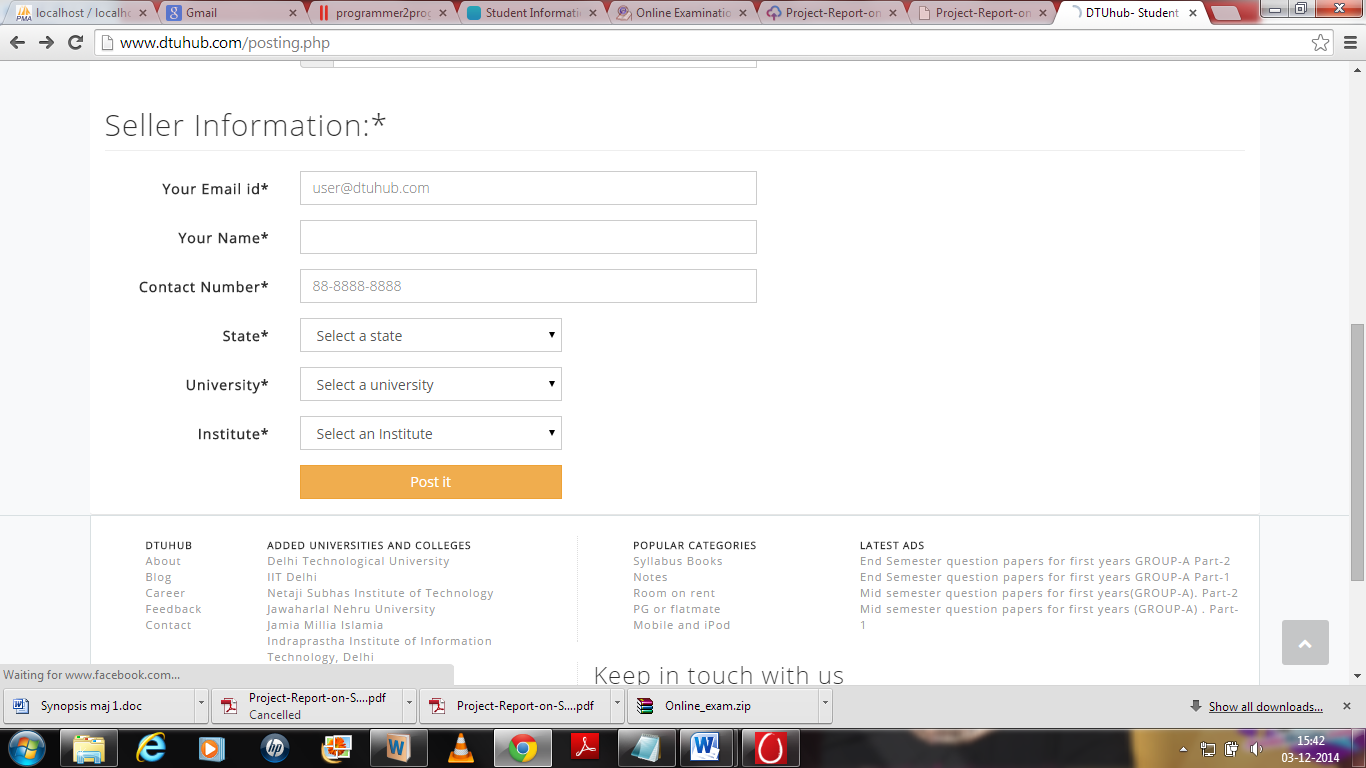 localhost / localhc
Gmail
programmer2prog
Student Informati
Online Examinatio
Project-Report-on-
Project-Report-on-
DTUhub- Student
www.dtuhub.com/posting.php
Seller Information:*
Your Email id*
user@dtuhub.com
Your Name*
Contact Number*
88-8888-8888
State*
Select a state
University*
Select a university
Institute*
Select an Institute
Post it
DTUHUB
About
Blog
Career
Feedback
Contact
ADDED UNIVERSITIES AND COLLEGES
Delhi Technological University
IIT Delhi
Netaji Subhas Institute of Technology
Jawaharlal Nehru University
Jamia Millia Islamia
Indraprastha Institute of Information
Technology, Delhi
POPULAR CATEGORIES
Syllabus Books
Notes
Room on rent
PG or flatmate
Mobile and iPod
LATEST ADS
End Semester question papers for first years GROUP-A Part-2
End Semester question papers for first years GROUP-A Part-1
Mid semester question papers for first years(GROUP-A). Part-2
Mid semester question papers for first years (GROUP-A) . Part-
1
Keep in touch with us
Waiting for www.facebook.com...
Synopsis maj 1.doc
Project-Report-on-S....pdf
Cancelled
Project-Report-on-S....pdf
Online_exam.zip
Show all downloads...
15:42
03-12-2014